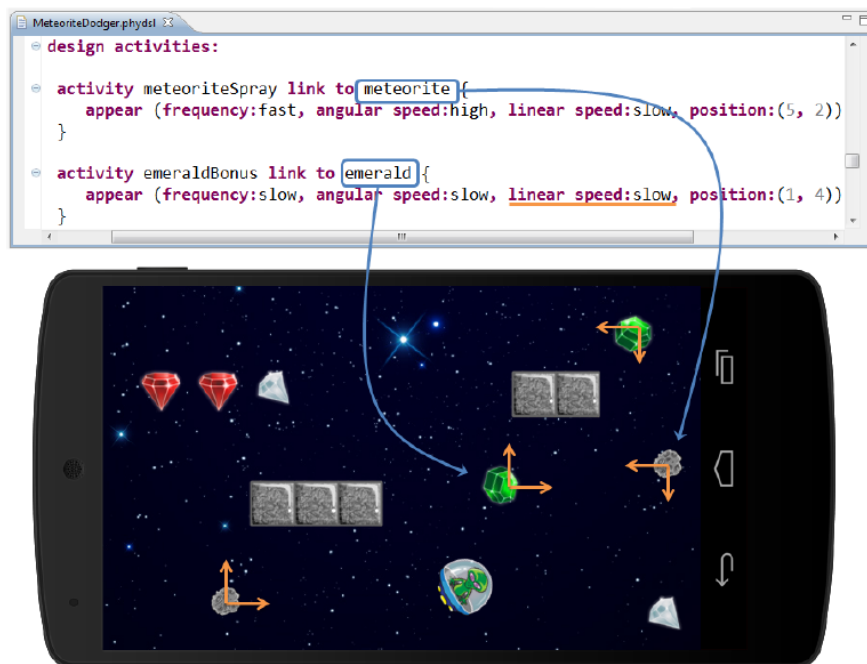 MeteoriteDodger.phydsl
design activities:
activity meteoriteSpray link to meteorite {
appear (frequency:fast, angular speed:high, linear speed:slow, position:(5, 2))
}
activity emeraldBonus link to emerald {
appear (frequency:slow, angular speed:slow, linear speed:slow, position:(1, 4))
}